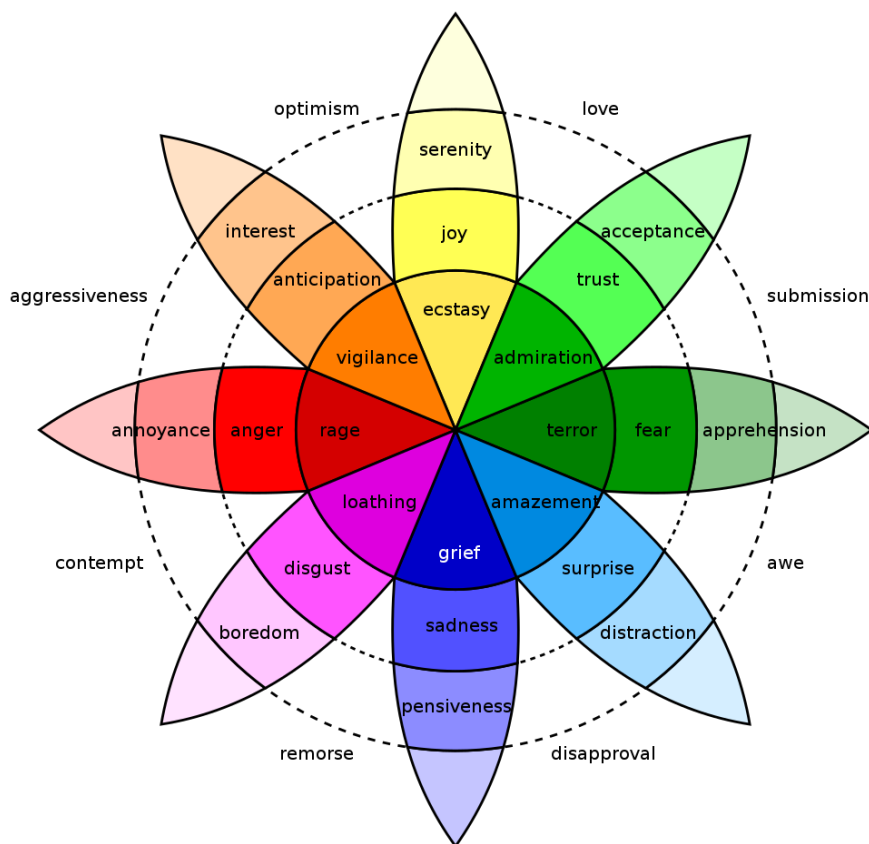 optimism
love
serenity
interest
acceptance
joy
anticipation
trust
aggressiveness
submission
ecstasy
vigilance
admiration
annoyance
anger
rage
terror
fear
apprehension
loathing
amazement
grief
contempt
awe
disgust
surprise
sadness
boredom
distraction
pensiveness
remorse
disapproval